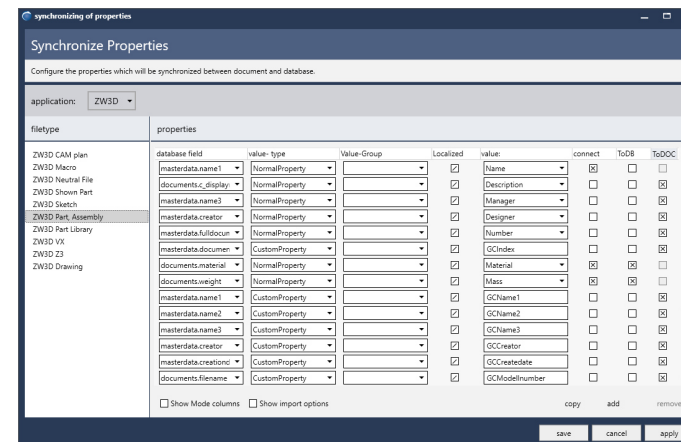 synchronizing of properties
Synchronize Properties
Configure the properties which will be synchronized between document and database.
application: ZW3D
filetype properties
database field value- type Value-Group Localized value: connect ToDB ToDOC
ZW3D CAM plan
ZW3D Macro
ZW3D Neutral File
ZW3D Shown Part
ZW3D Sketch
ZW3D Part, Assembly
ZW3D Part Library
ZW3D VX
ZW3D Z3
ZW3D Drawing
masterdata.name1 NormalProperty Name
documents.c_display NormalProperty Description
masterdata.name3 NormalProperty Manager
masterdata.creator NormalProperty Designer
masterdata.fulldocun NormalProperty Number
masterdata.documen CustomProperty GCIndex
documents.material NormalProperty Material
documents.weight NormalProperty Mass
masterdata.name1 CustomProperty GCName1
masterdata.name2 CustomProperty GCName2
masterdata.name3 CustomProperty GCName3
masterdata.creator CustomProperty GCCreator
masterdata.creationd CustomProperty GCCreatedate
documents.filename CustomProperty GCModelnumber
Show Mode columns Show import options copy add remove
save cancel apply